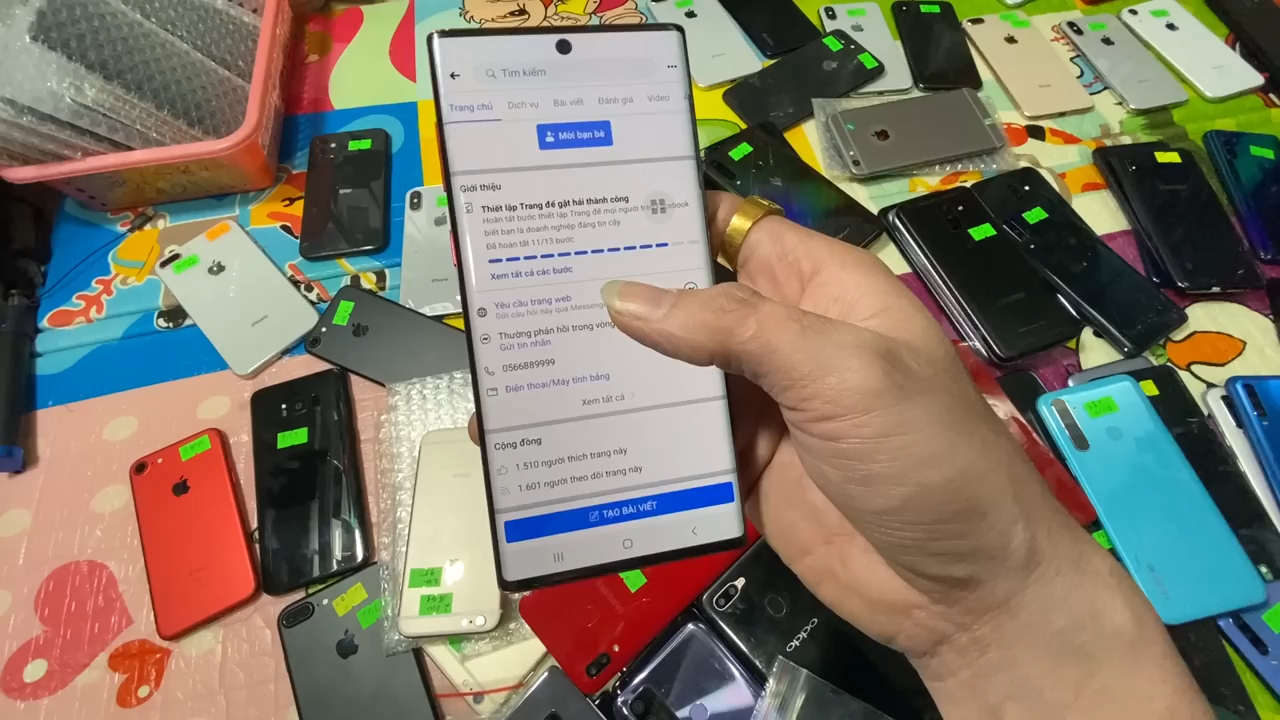 Tìm kiếm
Trang chủ Dịch vụ Bài viết Đánh giá Video
Mời bạn bè
Giới thiệu
Thiết lập Trang để gặt hái thành công
Hoàn tất bước thiết lập Trang để mọi người
biết bạn là doanh nghiệp đáng tin cậy
Đã hoàn tất 11/13 bước
Xem tất cả các bước
Yêu cầu trang web
Gửi câu hỏi này qua
Thường phản hồi trong vòng
Gửi tin nhắn
0566889999
Điện thoại/Máy tính bảng
Xem tất cả
Cộng đồng
1.510 người thích trang này
1.601 người theo dõi trang này
TẠO BÀI VIẾT
oppo